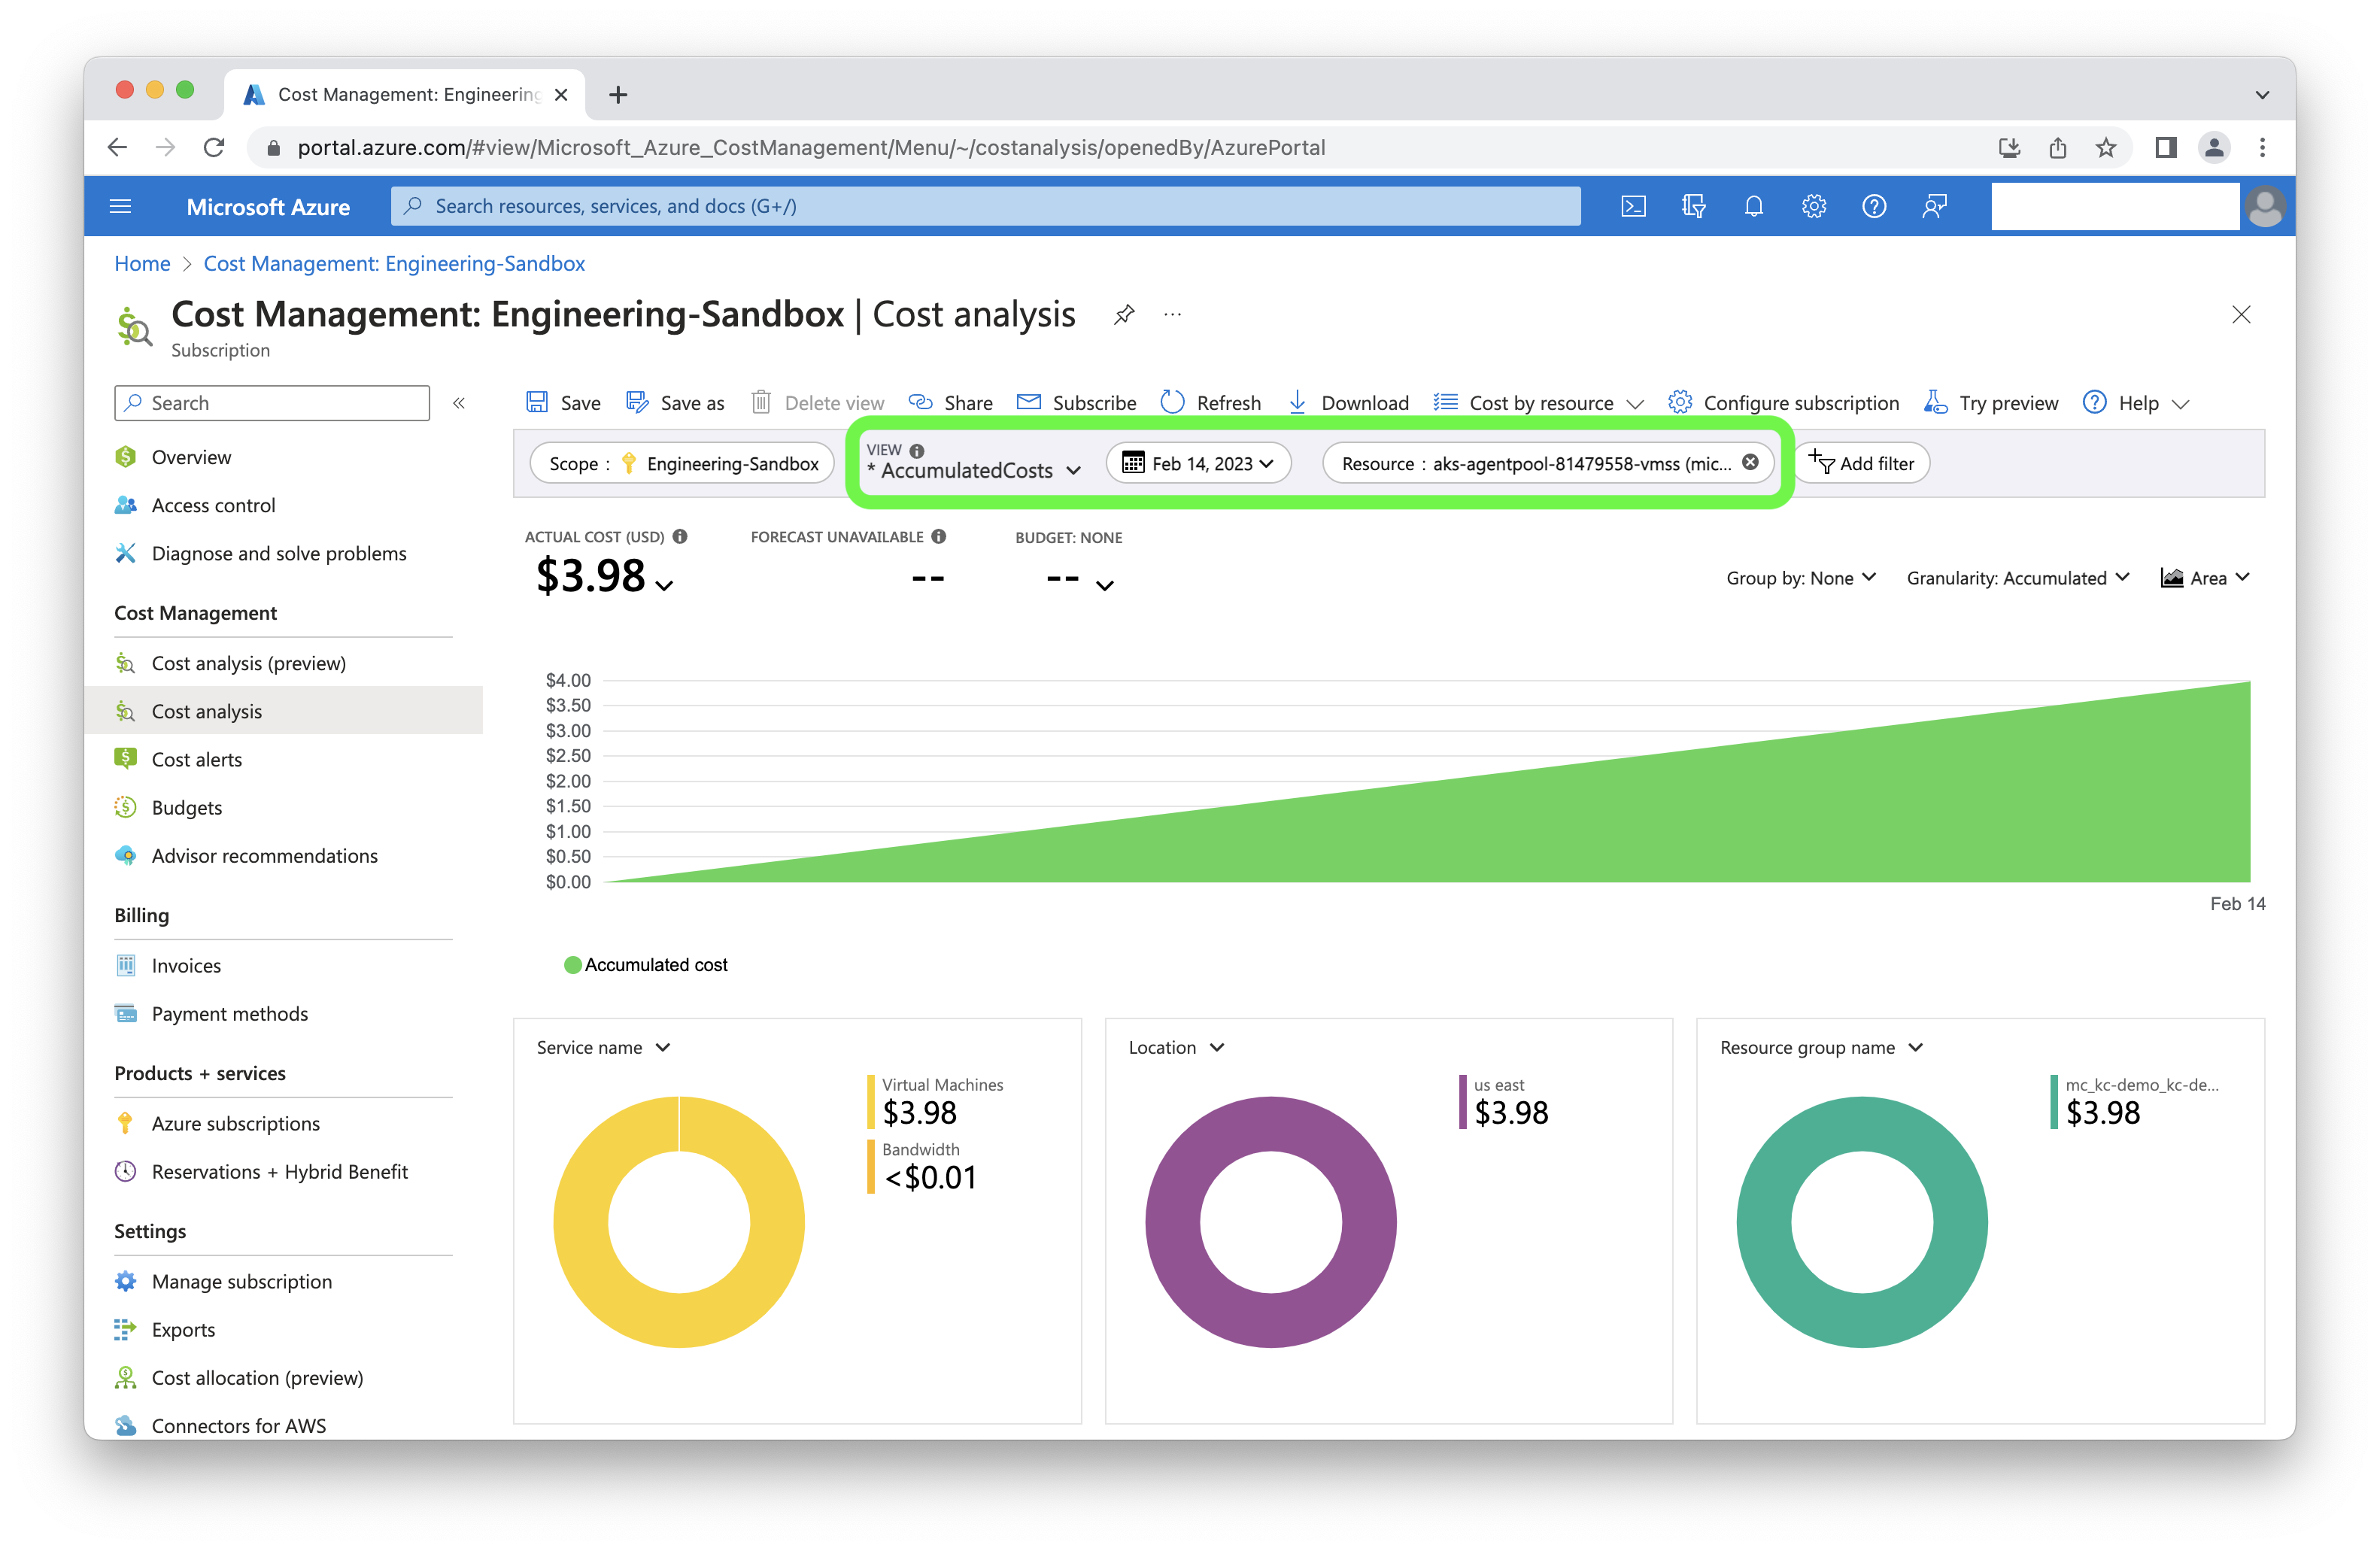 Cost Management: Engineering
portal.azure.com/#view/Microsoft_Azure_CostManagement/Menu/~/costanalysis/openedBy/AzurePortal
Microsoft Azure
Search resources, services, and docs (G+/)
Home > Cost Management: Engineering-Sandbox
Cost Management: Engineering-Sandbox | Cost analysis ...
Subscription
Search
«
Overview
Access control
Diagnose and solve problems
Cost Management
Cost analysis (preview)
Cost analysis
Cost alerts
Budgets
Advisor recommendations
Billing
Invoices
Payment methods
Products + services
Azure subscriptions
Reservations + Hybrid Benefit
Settings
Manage subscription
Exports
Cost allocation (preview)
Connectors for AWS
Save Save as Delete view Share Subscribe Refresh Download Cost by resource Configure subscription Try preview Help
Scope : Engineering-Sandbox
VIEW
* AccumulatedCosts
Feb 14, 2023
Resource : aks-agentpool-81479558-vmss (mic...
Add filter
ACTUAL COST (USD)
$3.98
FORECAST UNAVAILABLE
--
BUDGET: NONE
--
Group by: None
Granularity: Accumulated
Area
$4.00
$3.50
$3.00
$2.50
$2.00
$1.50
$1.00
$0.50
$0.00
Feb 14
Accumulated cost
Service name
Virtual Machines
$3.98
Bandwidth
<$0.01
Location
us east
$3.98
Resource group name
mc_kc-demo_kc-de...
$3.98